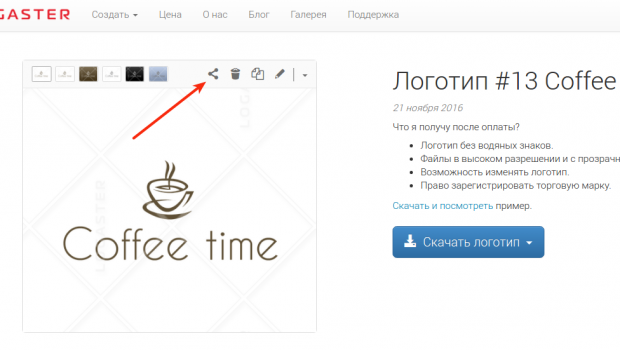 GASTER
Создать Цена О нас Блог Галерея Поддержка
Логотип #13 Coffee
21 ноября 2016
Что я получу после оплаты?
Логотип без водяных знаков.
Файлы в высоком разрешении и с прозрачн
Возможность изменять логотип.
Право зарегистрировать торговую марку.
Скачать и посмотреть пример.
Скачать логотип
LOGASTER
Coffee time